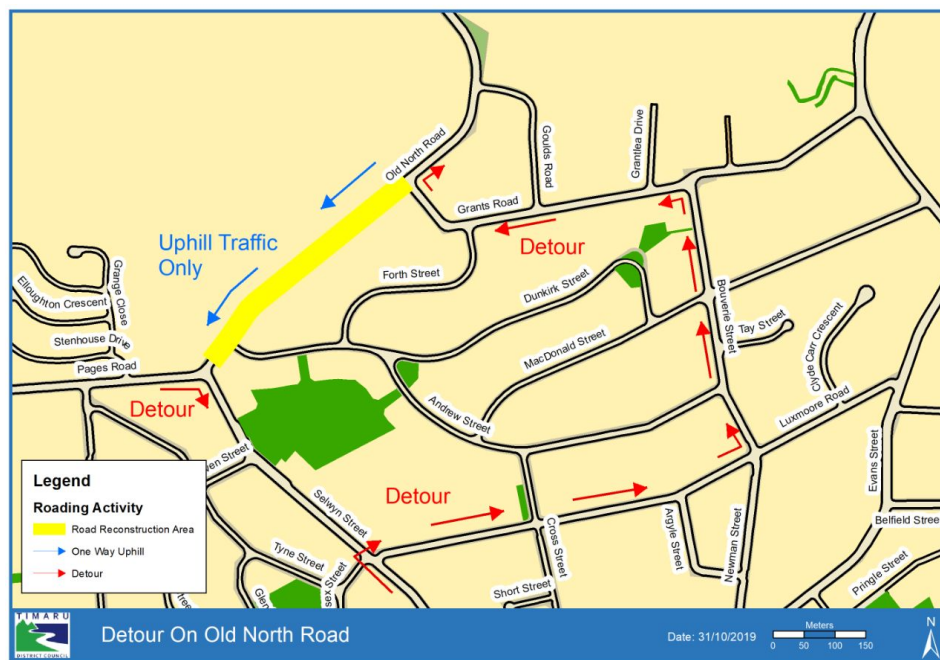 Old North Road
Goulds Road
Grantlea Drive
Grants Road
Uphill Traffic
Only
Detour
Forth Street
Dunkirk Street
Grange Close
Elloughton Crescent
Stenhouse Drive
Pages Road
Bouverie Street
Tay Street
Clyde Carr Crescent
MacDonald Street
Detour
Andrew Street
Luxmoore Road
Evans Street
Detour
Selwyn Street
Cross Street
Argyle Street
Newman Street
Belfield Street
Tyne Street
Short Street
Pringle Street
Legend
Roading Activity
Road Reconstruction Area
One Way Uphill
Detour
TIMARU
DISTRICT COUNCIL
Detour On Old North Road
Date: 31/10/2019
Meters
0 50 100 150
N